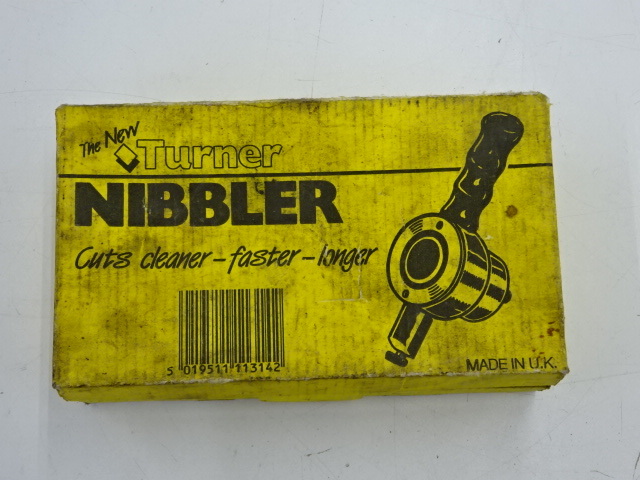 The New
Turner
NIBBLER
Cuts cleaner - faster - longer
5 019511 113142
MADE IN U.K.